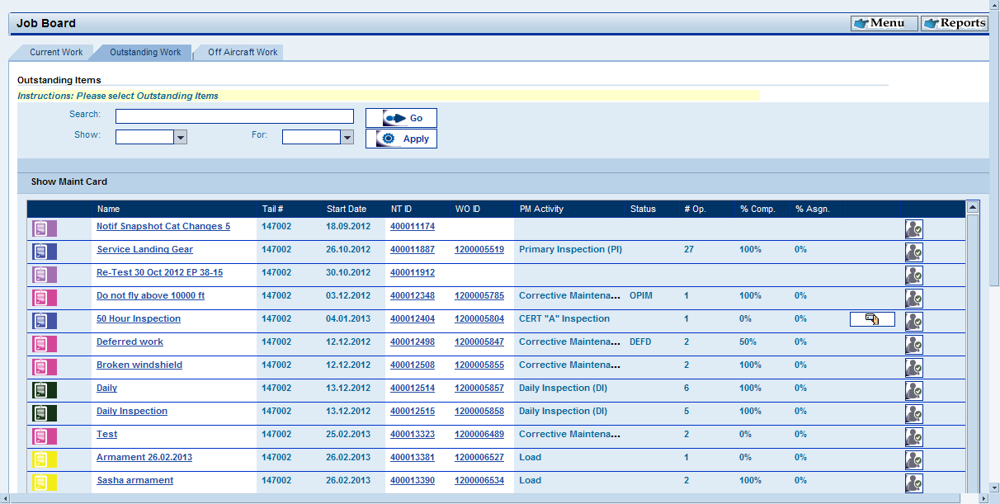 Job Board Menu Reports
Current Work Outstanding Work Off Aircraft Work
Outstanding Items
Instructions: Please select Outstanding Items
Search: Go
Show: For: Apply
Show Maint Card
Name Tail # Start Date NT ID WO ID PM Activity Status # Op. % Comp. % Asgn.
Notif Snapshot Cat Changes 5 147002 18.09.2012 400011174
Service Landing Gear 147002 26.10.2012 400011887 1200005519 Primary Inspection (PI) 27 100% 0%
Re-Test 30 Oct 2012 EP 38-15 147002 30.10.2012 400011912
Do not fly above 10000 ft 147002 03.12.2012 400012348 1200005785 Corrective Maintena... OPIM 1 100% 0%
50 Hour Inspection 147002 04.01.2013 400012404 1200005804 CERT "A" Inspection 1 0% 0%
Deferred work 147002 12.12.2012 400012498 1200005847 Corrective Maintena... DEFD 2 50% 0%
Broken windshield 147002 12.12.2012 400012508 1200005855 Corrective Maintena... 2 100% 0%
Daily 147002 13.12.2012 400012514 1200005857 Daily Inspection (DI) 6 100% 0%
Daily Inspection 147002 13.12.2012 400012515 1200005858 Daily Inspection (DI) 5 100% 0%
Test 147002 25.02.2013 400013323 1200006489 Corrective Maintena... 2 0% 0%
Armament 26.02.2013 147002 26.02.2013 400013381 1200006527 Load 1 0% 0%
Sasha armament 147002 26.02.2013 400013390 1200006534 Load 2 100% 0%